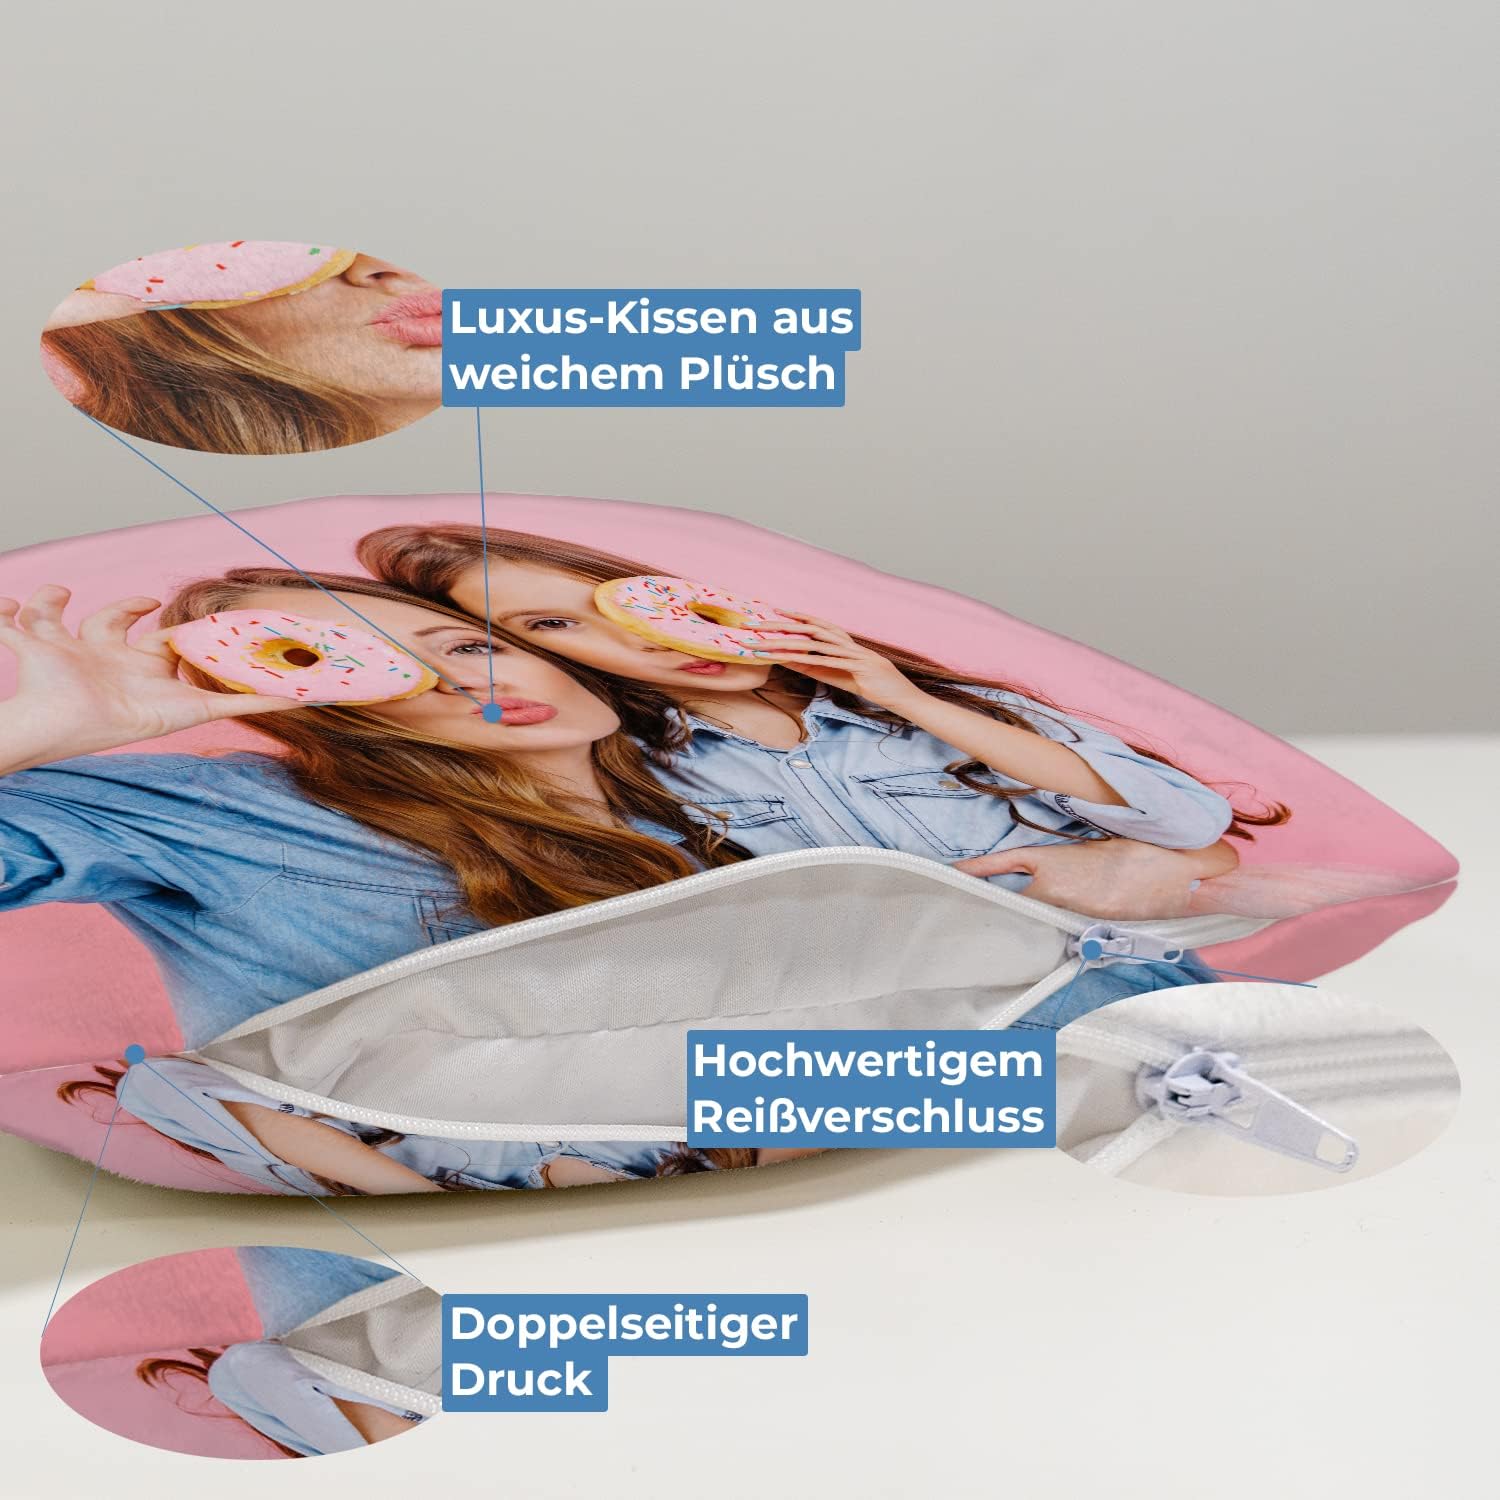 Luxus-Kissen aus
weichem Plüsch
Hochwertigem
Reißverschluss
Doppelseitiger
Druck